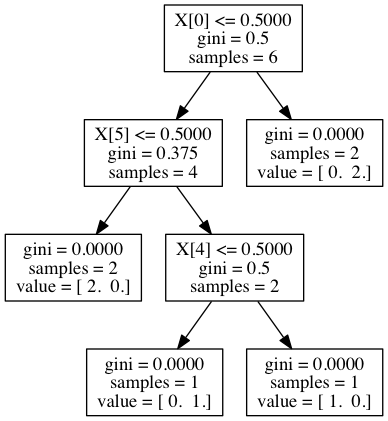 X[0] <= 0.5000
gini = 0.5
samples = 6
X[5] <= 0.5000
gini = 0.375
samples = 4
gini = 0.0000
samples = 2
value = [ 0.  2.]
gini = 0.0000
samples = 2
value = [ 2.  0.]
X[4] <= 0.5000
gini = 0.5
samples = 2
gini = 0.0000
samples = 1
value = [ 0.  1.]
gini = 0.0000
samples = 1
value = [ 1.  0.]